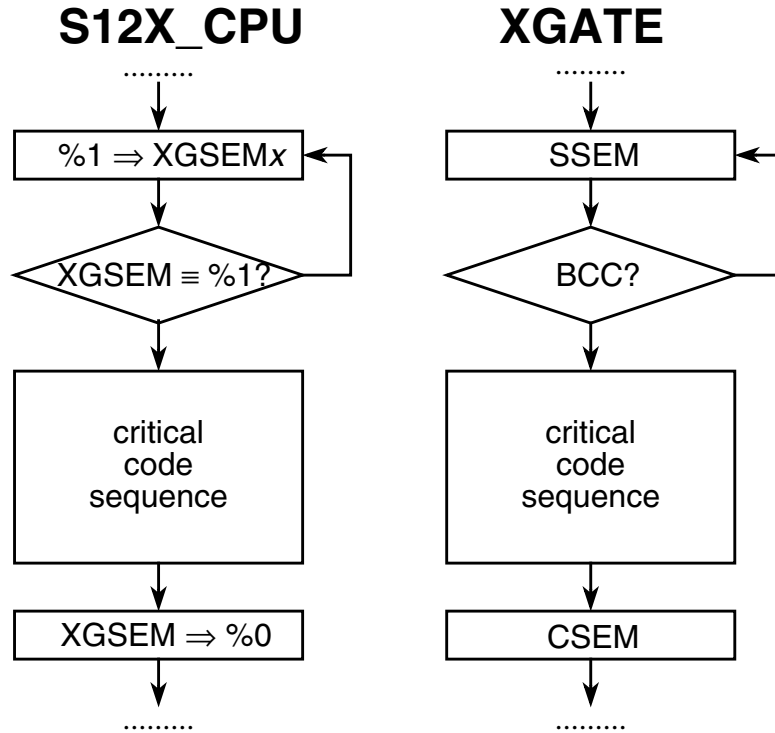 S12X_CPU
.........
%1 ⇒ XGSEMx
XGSEM ≡ %1?
critical
code
sequence
XGSEM ⇒ %0
.........
XGATE
.........
SSEM
BCC?
critical
code
sequence
CSEM
.........